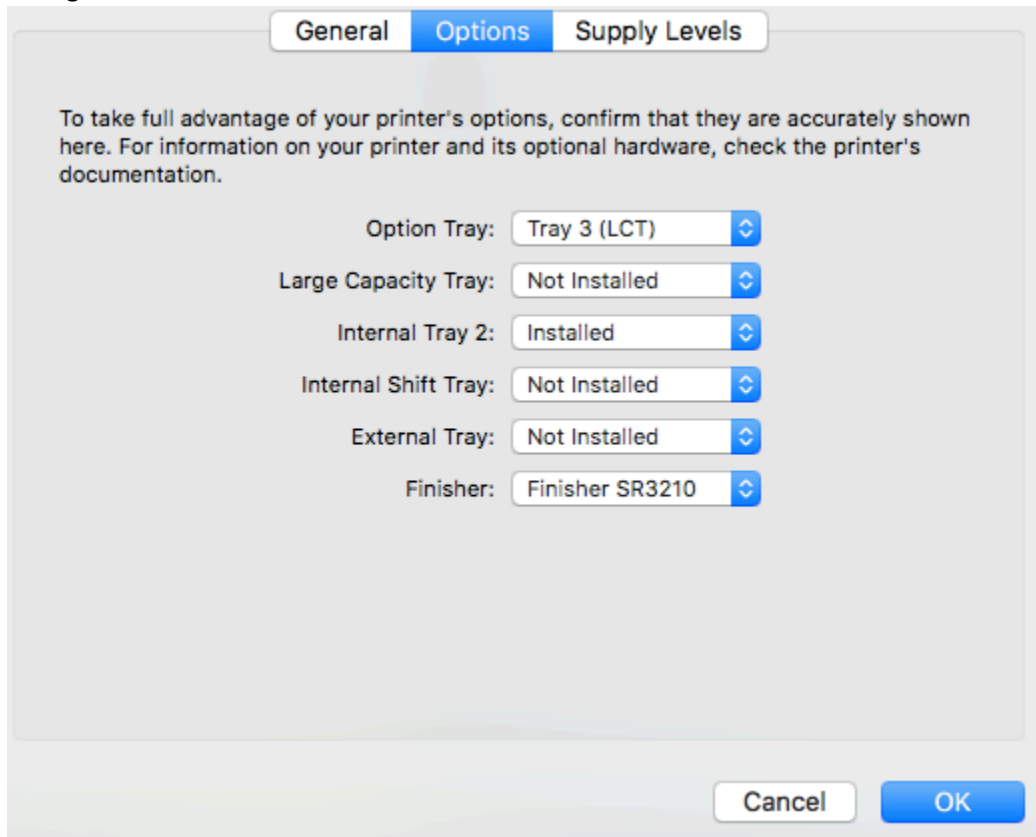 General Options Supply Levels
To take full advantage of your printer's options, confirm that they are accurately shown
here. For information on your printer and its optional hardware, check the printer's
documentation.
Option Tray: Tray 3 (LCT)
Large Capacity Tray: Not Installed
Internal Tray 2: Installed
Internal Shift Tray: Not Installed
External Tray: Not Installed
Finisher: Finisher SR3210
Cancel OK